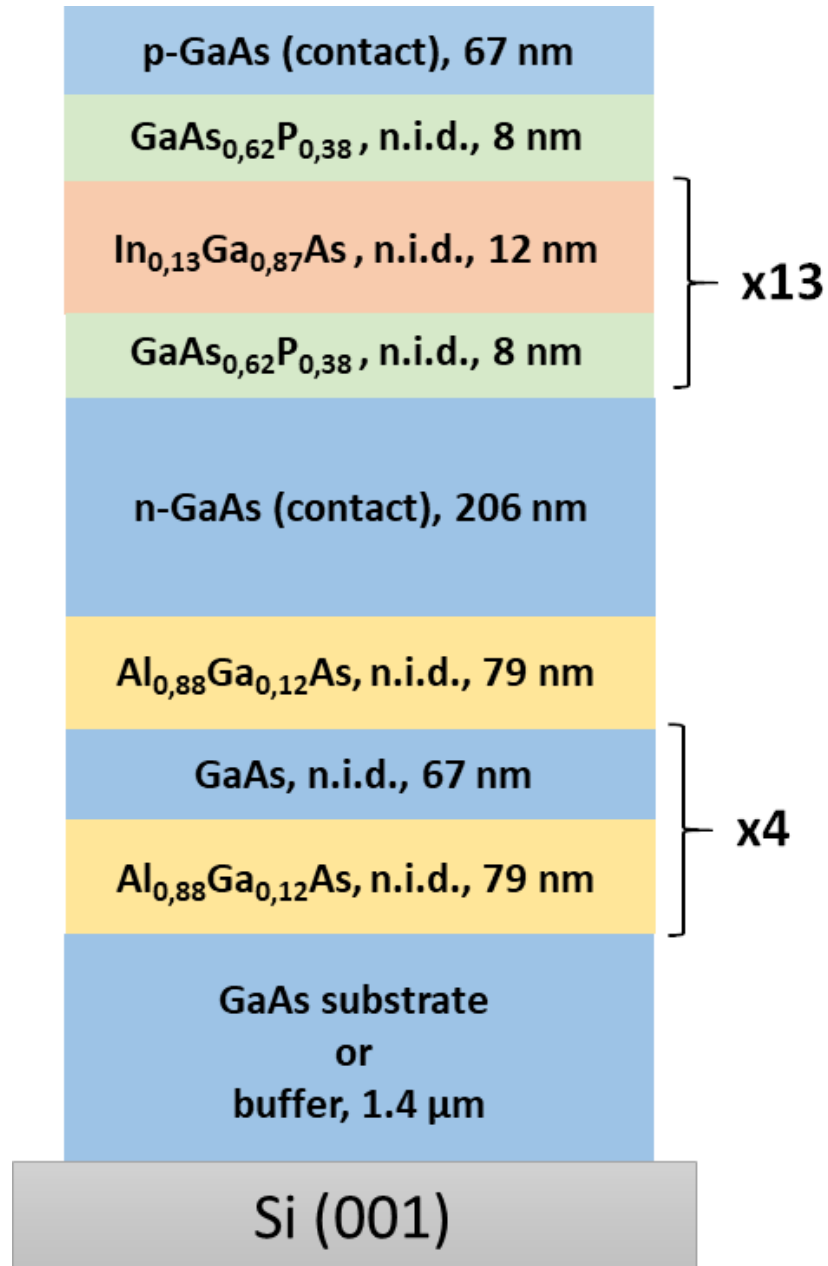 p-GaAs (contact), 67 nm
GaAs0,62P0,38 , n.i.d., 8 nm
In0,13Ga0,87As , n.i.d., 12 nm
x13
GaAs0,62P0,38 , n.i.d., 8 nm
n-GaAs (contact), 206 nm
Al0,88Ga0,12As, n.i.d., 79 nm
GaAs, n.i.d., 67 nm
x4
Al0,88Ga0,12As, n.i.d., 79 nm
GaAs substrate
or
buffer, 1.4 µm
Si (001)